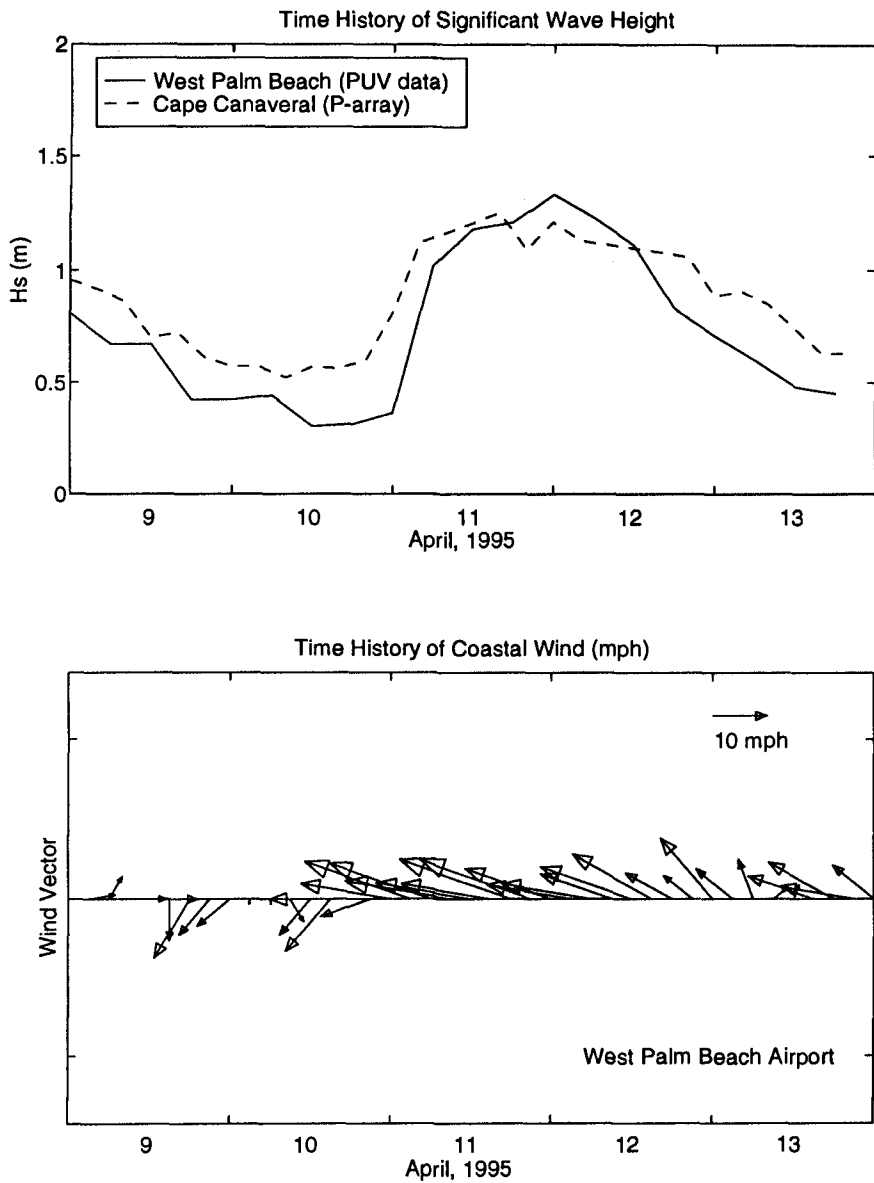 Time History of Significant Wave Height
2
West Palm Beach (PUV data)
Cape Canaveral (P-array)
1.5
1
Hs (m)
0.5
0
9 10 11 12 13
April, 1995
Time History of Coastal Wind (mph)
10 mph
Wind Vector
West Palm Beach Airport
9 10 11 12 13
April, 1995